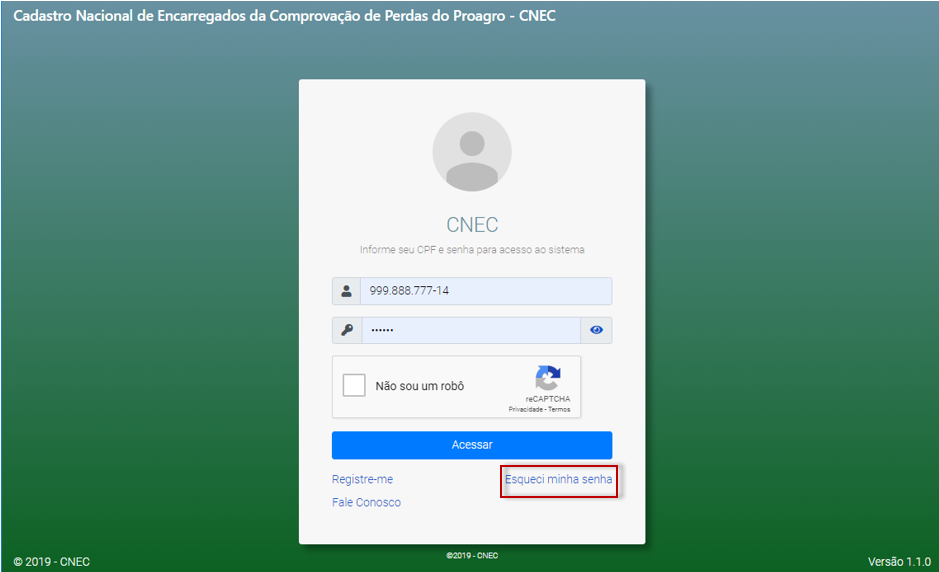 Cadastro Nacional de Encarregados da Comprovação de Perdas do Proagro - CNEC
CNEC
Informe seu CPF e senha para acesso ao sistema
999.888.777-14
••••••
Não sou um robô
reCAPTCHA
Privacidade - Termos
Acessar
Registre-me
Esqueci minha senha
Fale Conosco
©2019 - CNEC
© 2019 - CNEC
Versão 1.1.0